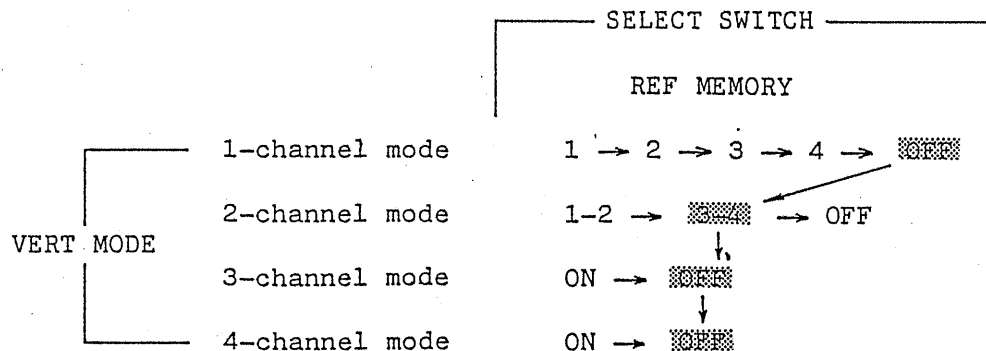 SELECT SWITCH
REF MEMORY
1-channel mode 1 → 2 → 3 → 4 → OFF
2-channel mode 1-2 → 3-4 → OFF
VERT MODE
3-channel mode ON → OFF
4-channel mode ON → OFF